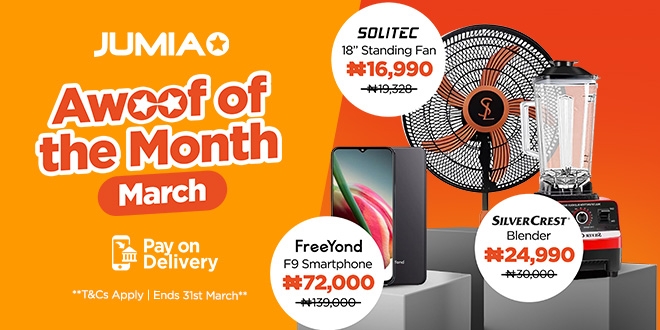 JUMIA
Awoof of
the Month
March
Pay on
Delivery
**T&Cs Apply | Ends 31st March**
SOLITEC
18” Standing Fan
₦16,990
₦19,328
FreeYond
F9 Smartphone
₦72,000
₦139,000
SILVERCREST®
Blender
₦24,990
₦30,000